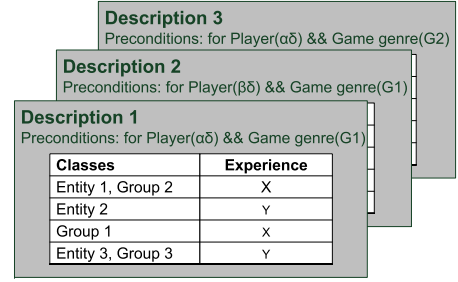 Description 3
Preconditions: for Player(αδ) && Game genre(G2)
Description 2
Preconditions: for Player(βδ) && Game genre(G1)
Description 1
Preconditions: for Player(αδ) && Game genre(G1)
Classes Experience
Entity 1, Group 2 X
Entity 2 Y
Group 1 X
Entity 3, Group 3 Y